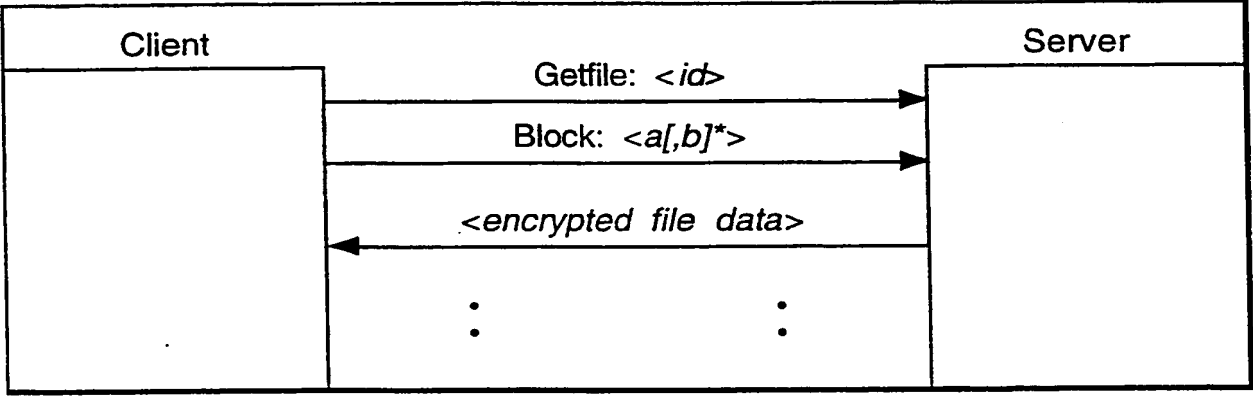 Client
Server
Getfile: <id>
Block: <a[,b]*>
<encrypted file data>